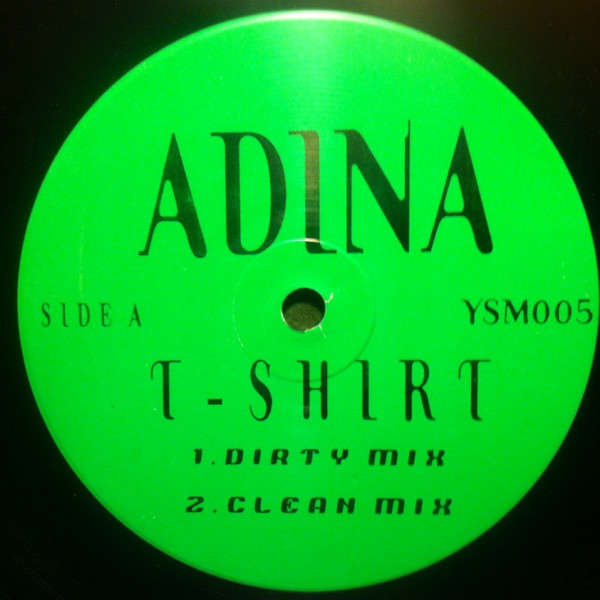 ADINA
SIDE A
YSM005
T-SHIRT
1. DIRTY MIX
2. CLEAN MIX